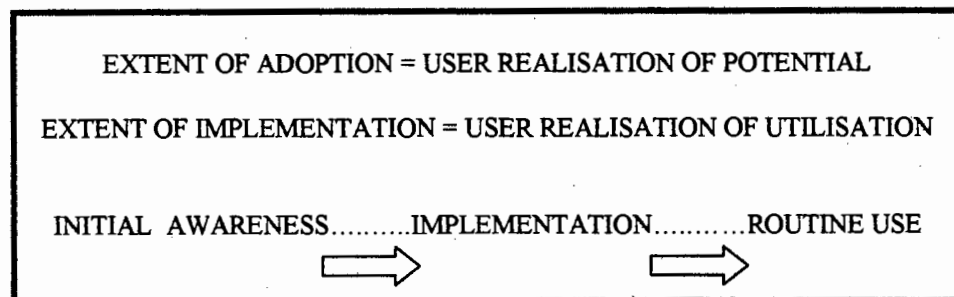 EXTENT OF ADOPTION = USER REALISATION OF POTENTIAL
EXTENT OF IMPLEMENTATION = USER REALISATION OF UTILISATION
INITIAL AWARENESS..........IMPLEMENTATION...........ROUTINE USE